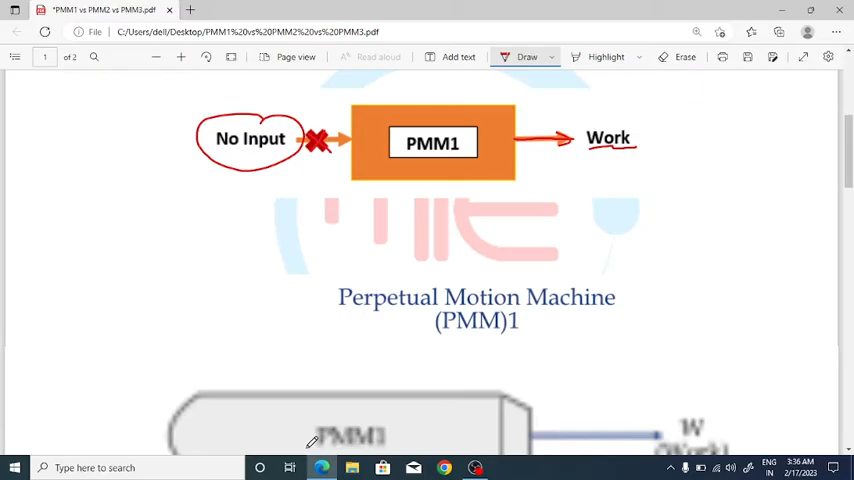 *PMM1 vs PMM2 vs PMM3.pdf
File
C:/Users/dell/Desktop/PMM1%20vs%20PMM2%20vs%20PMM3.pdf
1 of 2
Page view
Read aloud
Add text
Draw
Highlight
Erase
No Input
PMM1
Work
Perpetual Motion Machine
(PMM)1
PMM1
W
(Work)
Type here to search
ENG
IN
3:36 AM
2/17/2023